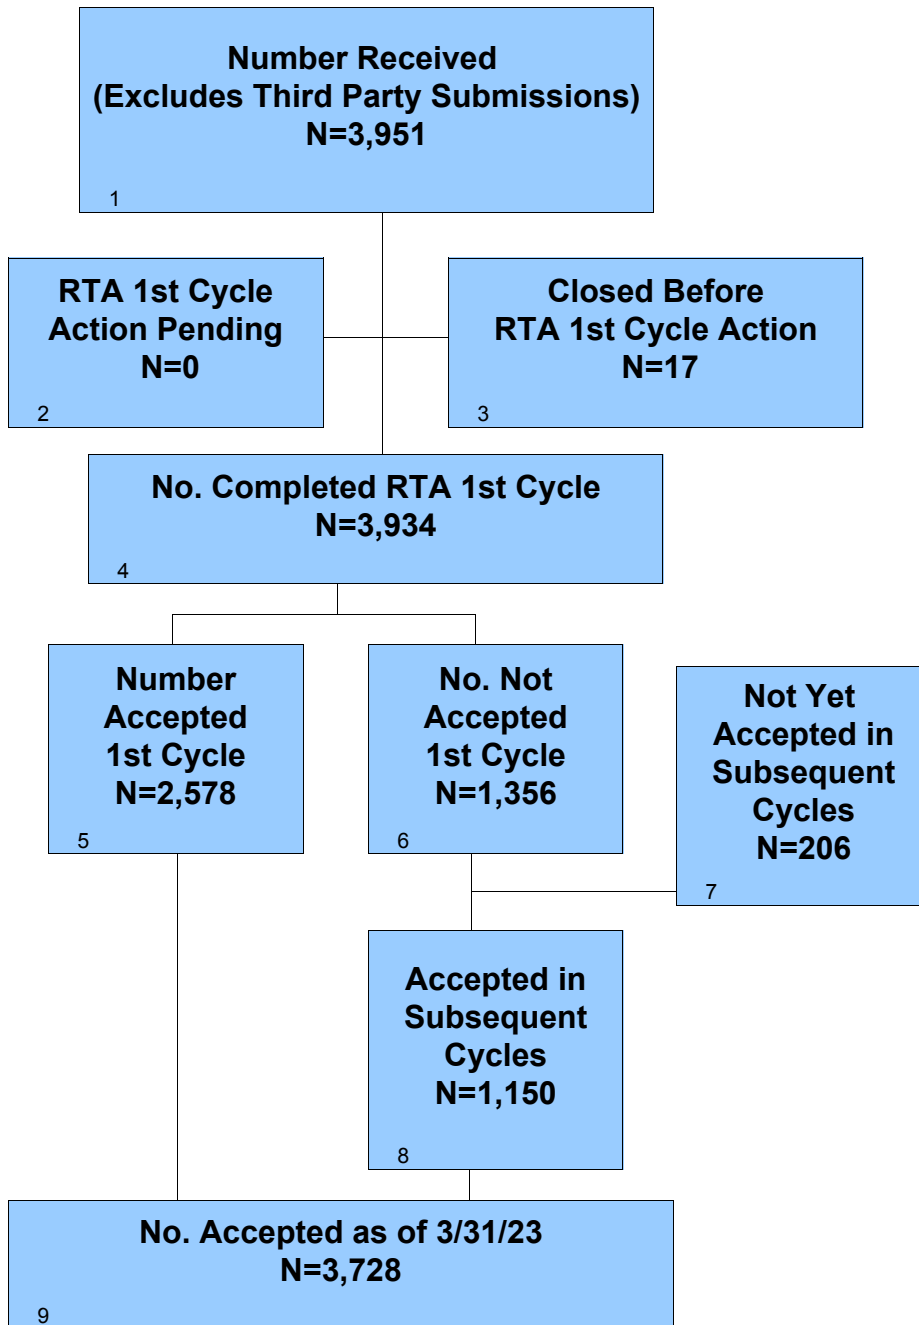 Number Received
(Excludes Third Party Submissions)
N=3,951
1
RTA 1st Cycle
Action Pending
N=0
2
Closed Before
RTA 1st Cycle Action
N=17
3
No. Completed RTA 1st Cycle
N=3,934
4
Number
Accepted
1st Cycle
N=2,578
5
No. Not
Accepted
1st Cycle
N=1,356
6
Not Yet
Accepted in
Subsequent
Cycles
N=206
7
Accepted in
Subsequent
Cycles
N=1,150
8
No. Accepted as of 3/31/23
N=3,728
9